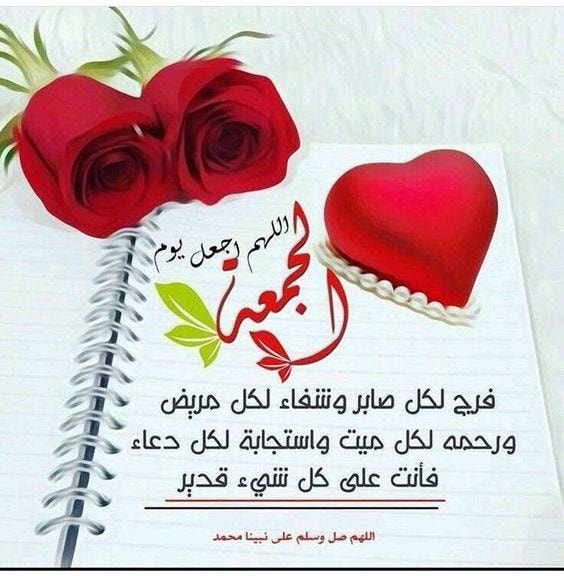 اللهم اجعل يوم
الجمعة
فرج لكل صابر وشفاء لكل مريض
ورحمه لكل ميت واستجابة لكل دعاء
فأنت على كل شيء قدير
اللهم صل وسلم على نبينا محمد